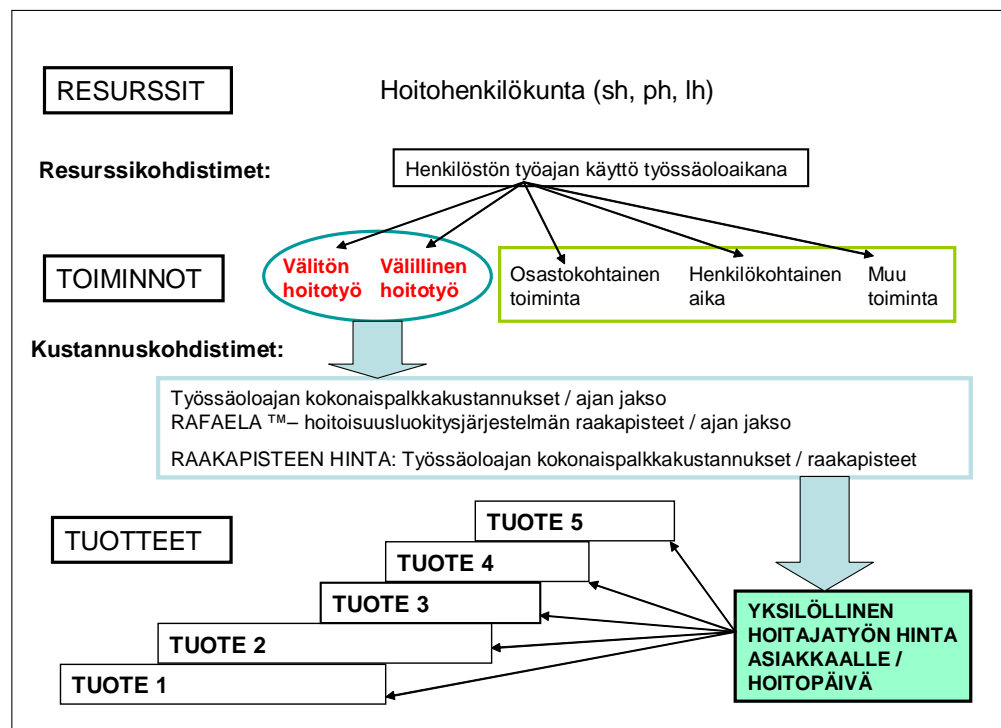 RESURSSIT
Hoitohenkilökunta (sh, ph, lh)
Resurssikohdistimet:
Henkilöstön työajan käyttö työssäoloaikana
TOIMINNOT
Välitön
hoitotyö
Välillinen
hoitotyö
Osastokohtainen
toiminta
Henkilökohtainen
aika
Muu
toiminta
Kustannuskohdistimet:
Työssäoloajan kokonaispalkkakustannukset / ajan jakso
RAFAELA ™– hoitoisuusluokitysjärjestelmän raakapisteet / ajan jakso
RAAKAPISTEEN HINTA: Työssäoloajan kokonaispalkkakustannukset / raakapisteet
TUOTTEET
TUOTE 5
TUOTE 4
TUOTE 3
TUOTE 2
TUOTE 1
YKSILÖLLINEN
HOITAJATYÖN HINTA
ASIAKKAALLE /
HOITOPÄIVÄ